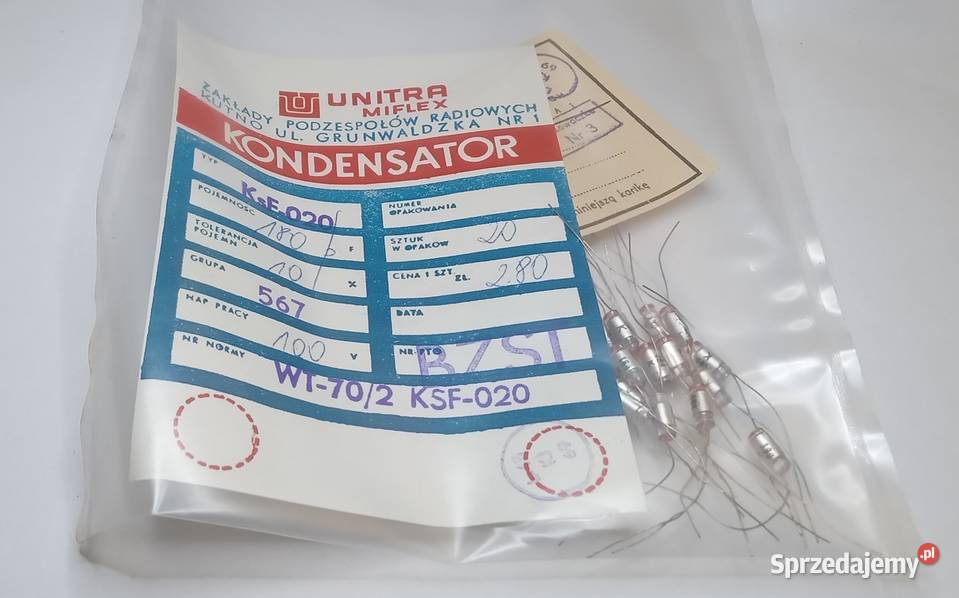 UNITRA
MIFLEX
ZAKŁADY PODZESPOŁÓW RADIOWYCH
KUTNO UL. GRUNWALDZKA NR 1
KONDENSATOR
TYP KSF-020
POJEMNOŚĆ 180 p F
TOLERANCJA POJEMN 10 %
GRUPA 567
NAP PRACY 100 V
NR NORMY WT-70/2 KSF-020
NUMER OPAKOWANIA
SZTUK W OPAKOW 20
CENA 1 SZT. ZŁ. 2,80
DATA
NR PTO BZST
Nr 3
niniejszą kartkę
Sprzedajemy.pl